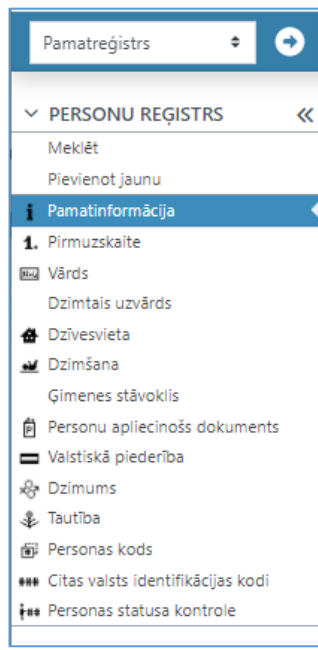 Pamatreģistrs
PERSONU REĢISTRS
Meklēt
Pievienot jaunu
Pamatinformācija
1. Pirmuzskaite
Vārds
Dzimtais uzvārds
Dzīvesvieta
Dzimšana
Ģimenes stāvoklis
Personu apliecinošs dokuments
Valstiskā piederība
Dzimums
Tautība
Personas kods
Citas valsts identifikācijas kodi
Personas statusa kontrole